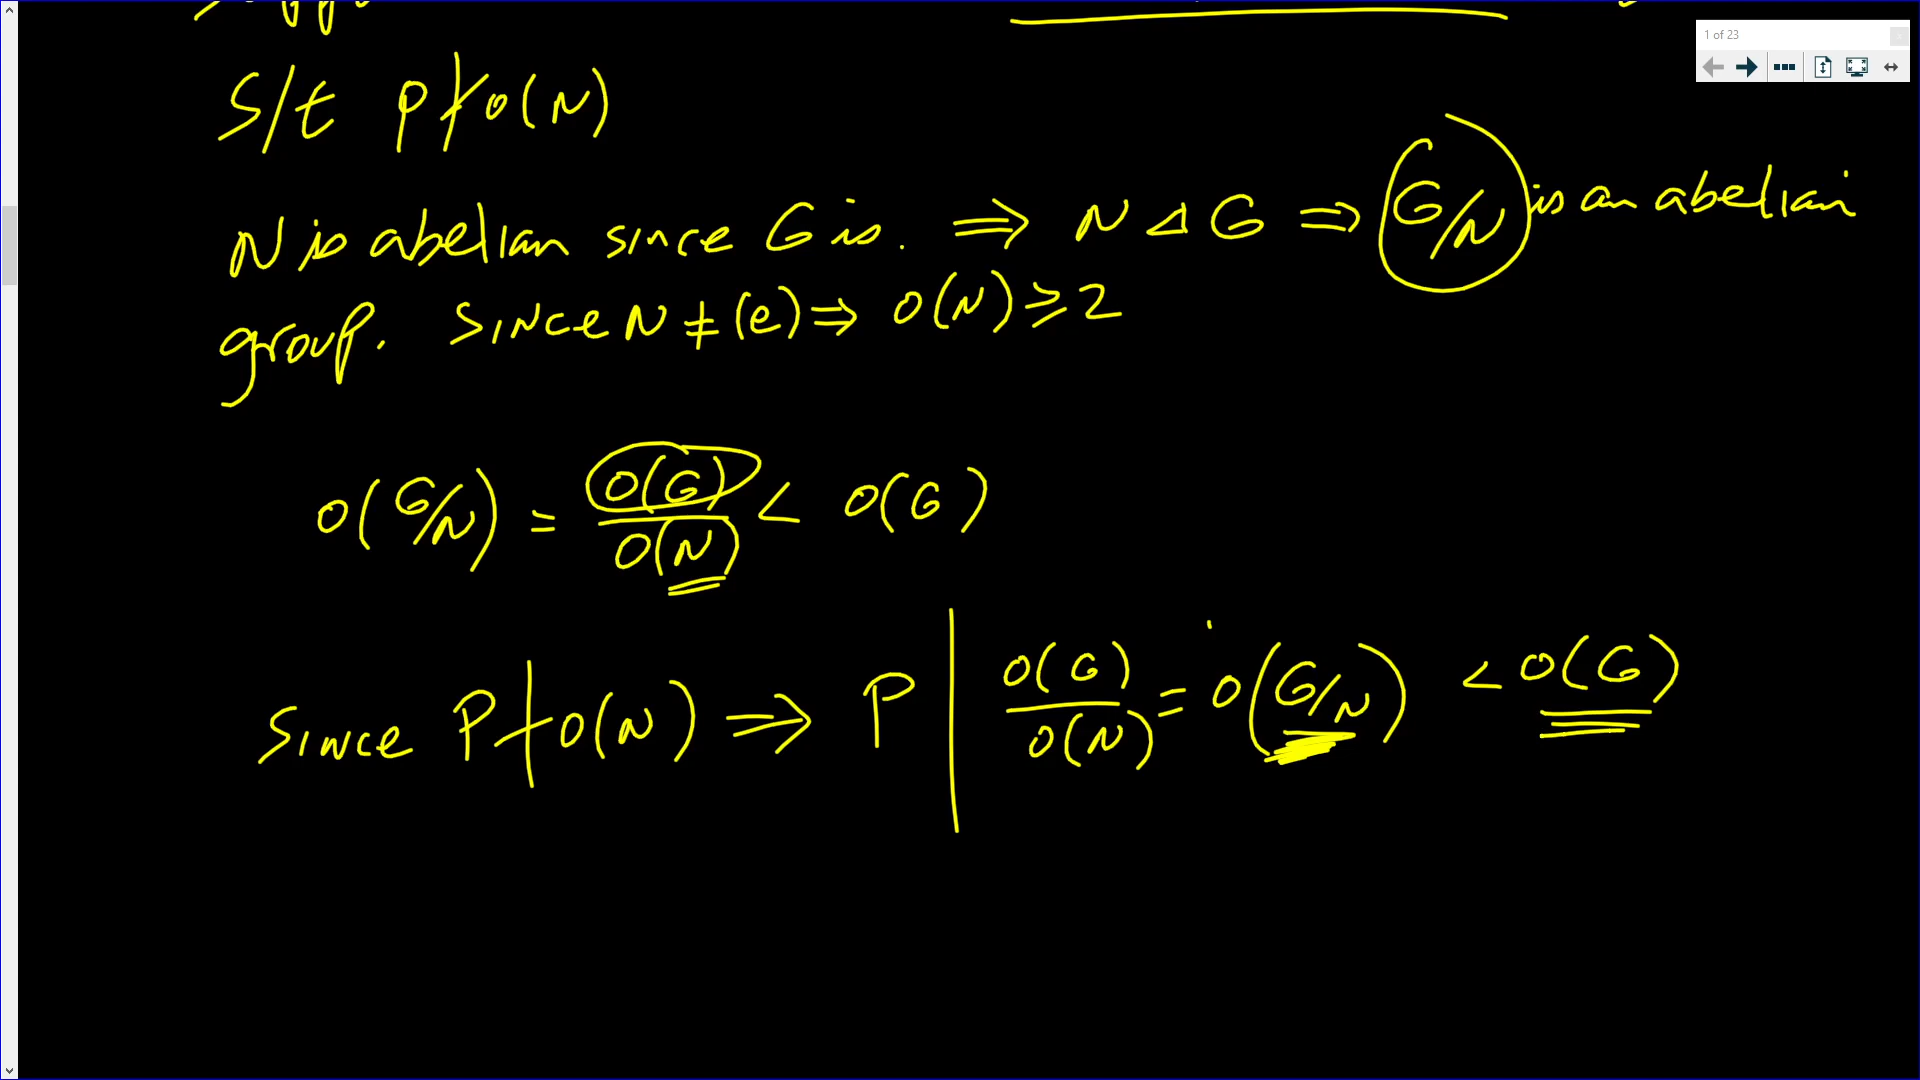 1 of 23
S/t p∤o(N)
N is abelian since G is. ⇒ N ⊲ G ⇒ G/N is an abelian
group. Since N ≠ (e) ⇒ o(N) ≥ 2
o(G/N) = o(G)/o(N) < o(G)
Since P∤o(N) ⇒ P | o(G)/o(N) = o(G/N) < o(G)